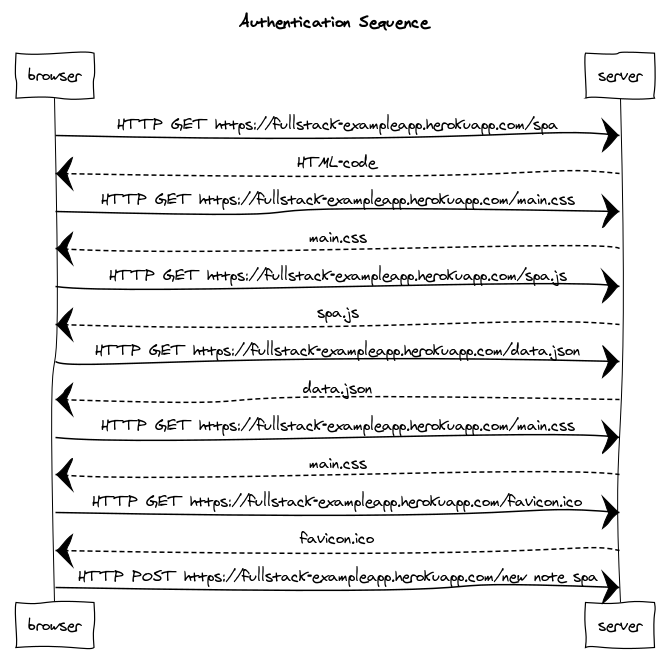 Authentication Sequence
browser server
HTTP GET https://fullstack-exampleapp.herokuapp.com/spa
HTML-code
HTTP GET https://fullstack-exampleapp.herokuapp.com/main.css
main.css
HTTP GET https://fullstack-exampleapp.herokuapp.com/spa.js
spa.js
HTTP GET https://fullstack-exampleapp.herokuapp.com/data.json
data.json
HTTP GET https://fullstack-exampleapp.herokuapp.com/main.css
main.css
HTTP GET https://fullstack-exampleapp.herokuapp.com/favicon.ico
favicon.ico
HTTP POST https://fullstack-exampleapp.herokuapp.com/new note spa
browser server